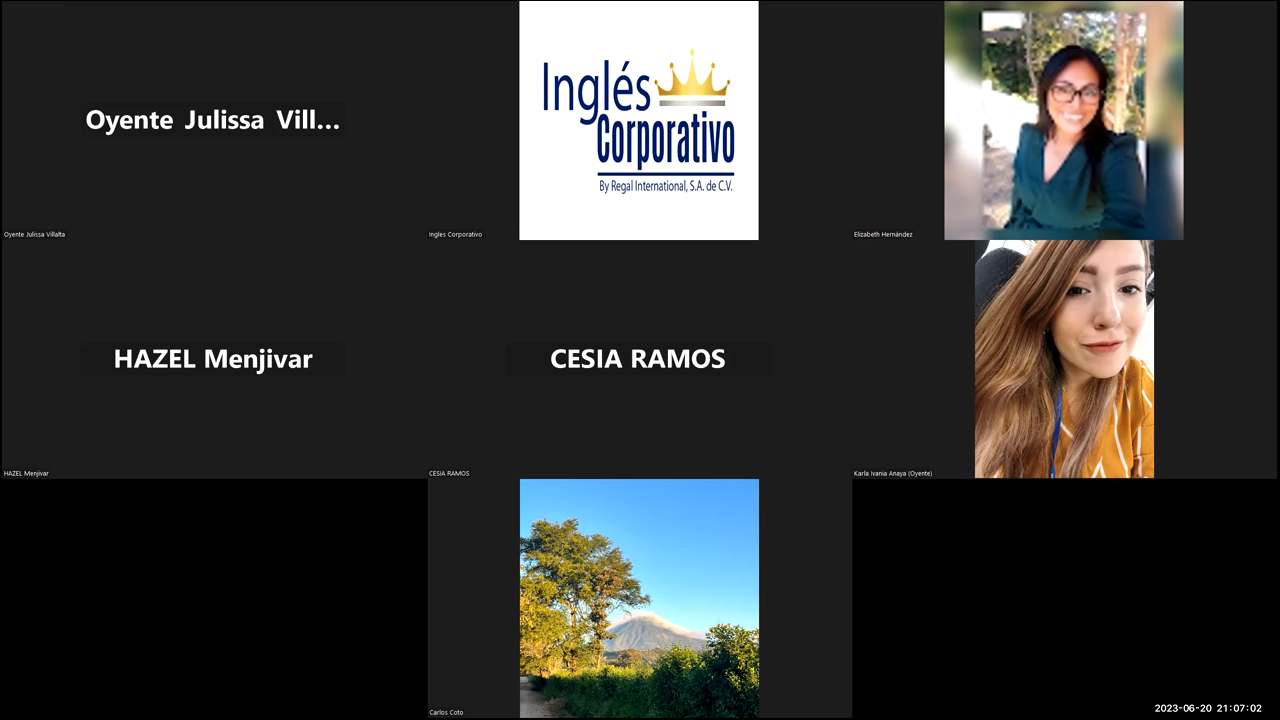 Oyente Julissa Vill...
Oyente Julissa Villalta
Inglés
Corporativo
By Regal International, S.A. de C.V.
Ingles Corporativo
Elizabeth Hernández
HAZEL Menjivar
HAZEL Menjivar
CESIA RAMOS
CESIA RAMOS
Karla Ivania Anaya (Oyente)
Carlos Coto
2023-06-20 21:07:02